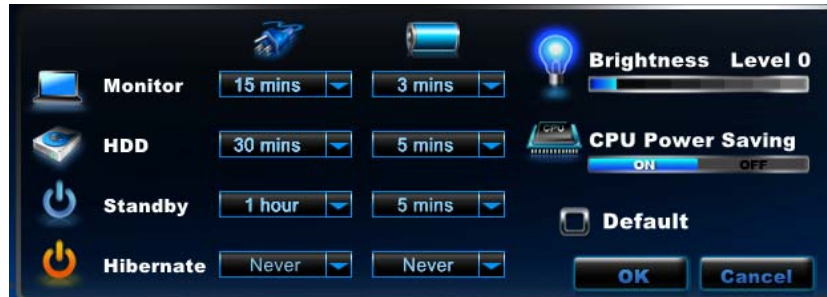 Monitor 15 mins 3 mins
HDD 30 mins 5 mins
Standby 1 hour 5 mins
Hibernate Never Never
Brightness Level 0
CPU
CPU Power Saving
ON OFF
Default
OK Cancel